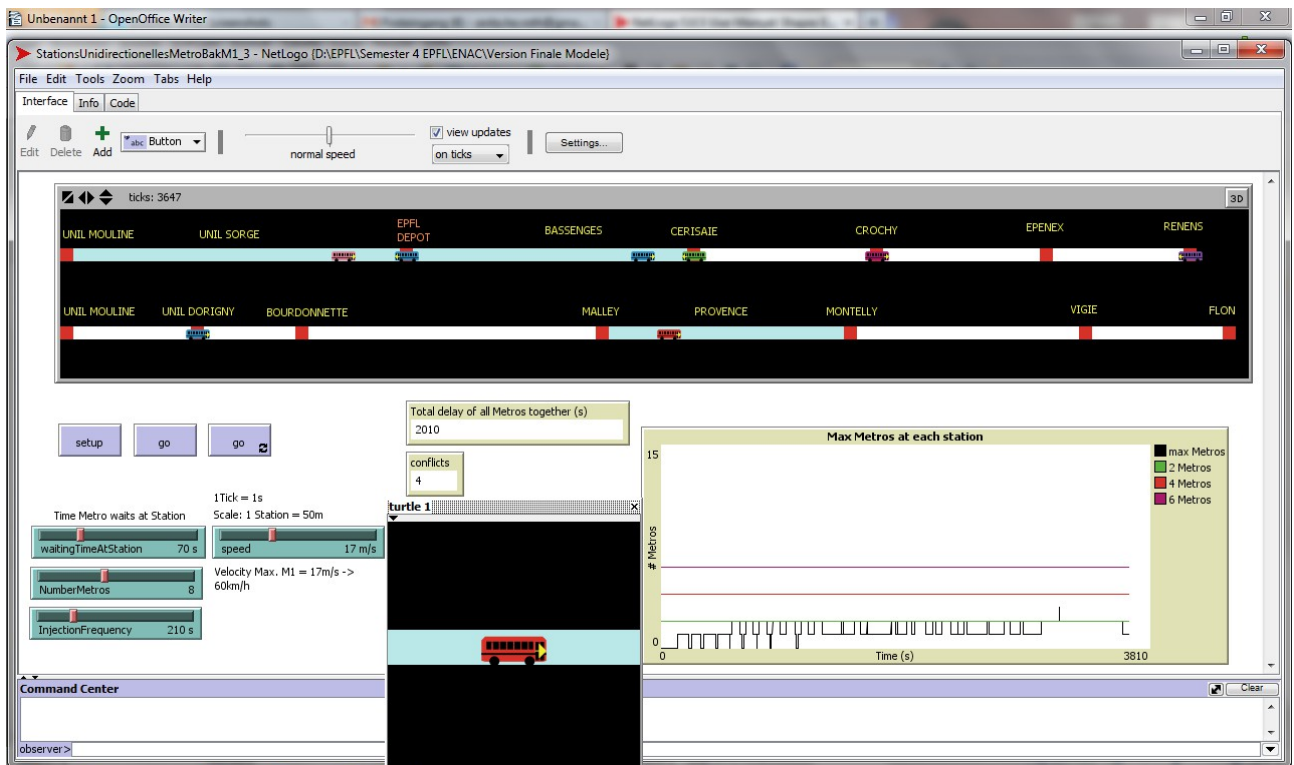 Unbenannt 1 - OpenOffice Writer
StationsUnidirectionellesMetroBakM1_3 - NetLogo {D:\EPFL\Semester 4 EPFL\ENAC\Version Finale Modele}
File Edit Tools Zoom Tabs Help
Interface Info Code
Edit Delete Add abc Button normal speed view updates on ticks Settings...
ticks: 3647 3D
UNIL MOULINE UNIL SORGE EPFL DEPOT BASSENGES CERISAIE CROCHY EPENEX RENENS
UNIL MOULINE UNIL DORIGNY BOURDONNETTE MALLEY PROVENCE MONTELLY VIGIE FLON
setup go go
Total delay of all Metros together (s)
2010
conflicts
4
1Tick = 1s
Time Metro waits at Station Scale: 1 Station = 50m
waitingTimeAtStation 70 s speed 17 m/s
NumberMetros 8
Velocity Max. M1 = 17m/s ->
60km/h
InjectionFrequency 210 s
turtle 1
Max Metros at each station
15
# Metros
0
0 Time (s) 3810
max Metros
2 Metros
4 Metros
6 Metros
Command Center Clear
observer>